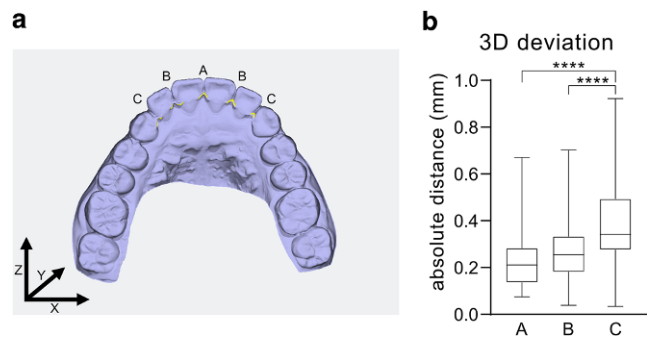 a
A
B
B
C
C
Z
Y
X
b
3D deviation
****
****
absolute distance (mm)
1.0
0.8
0.6
0.4
0.2
0.0
A B C